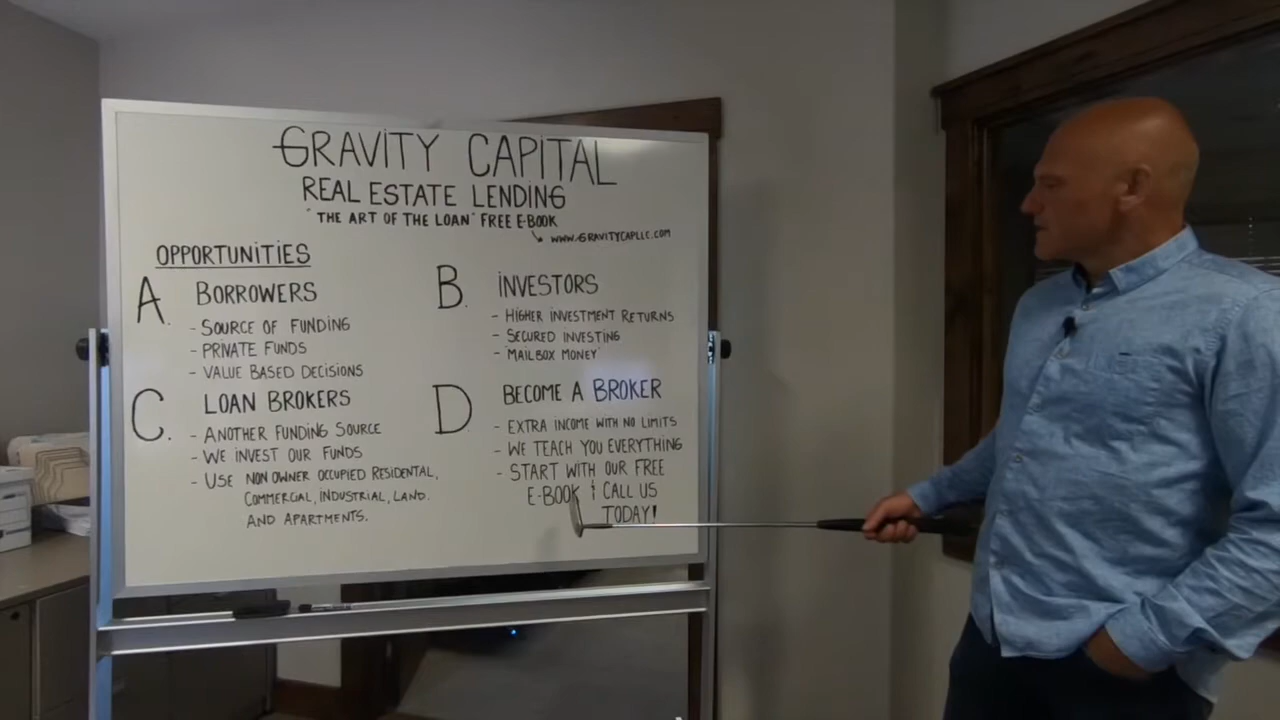 GRAVITY CAPITAL
REAL ESTATE LENDING
"THE ART OF THE LOAN" FREE E-BOOK
WWW.GRAVITYCAPLLC.COM
OPPORTUNITIES
A. BORROWERS
- SOURCE OF FUNDING
- PRIVATE FUNDS
- VALUE BASED DECISIONS
B. INVESTORS
- HIGHER INVESTMENT RETURNS
- SECURED INVESTING
- "MAILBOX MONEY"
C. LOAN BROKERS
- ANOTHER FUNDING SOURCE
- WE INVEST OUR FUNDS
- USE NON OWNER OCCUPIED RESIDENTAL,
COMMERCIAL, INDUSTRIAL, LAND.
AND APARTMENTS.
D BECOME A BROKER
- EXTRA INCOME WITH NO LIMITS
- WE TEACH YOU EVERYTHING
- START WITH OUR FREE
E-BOOK & CALL US
TODAY!